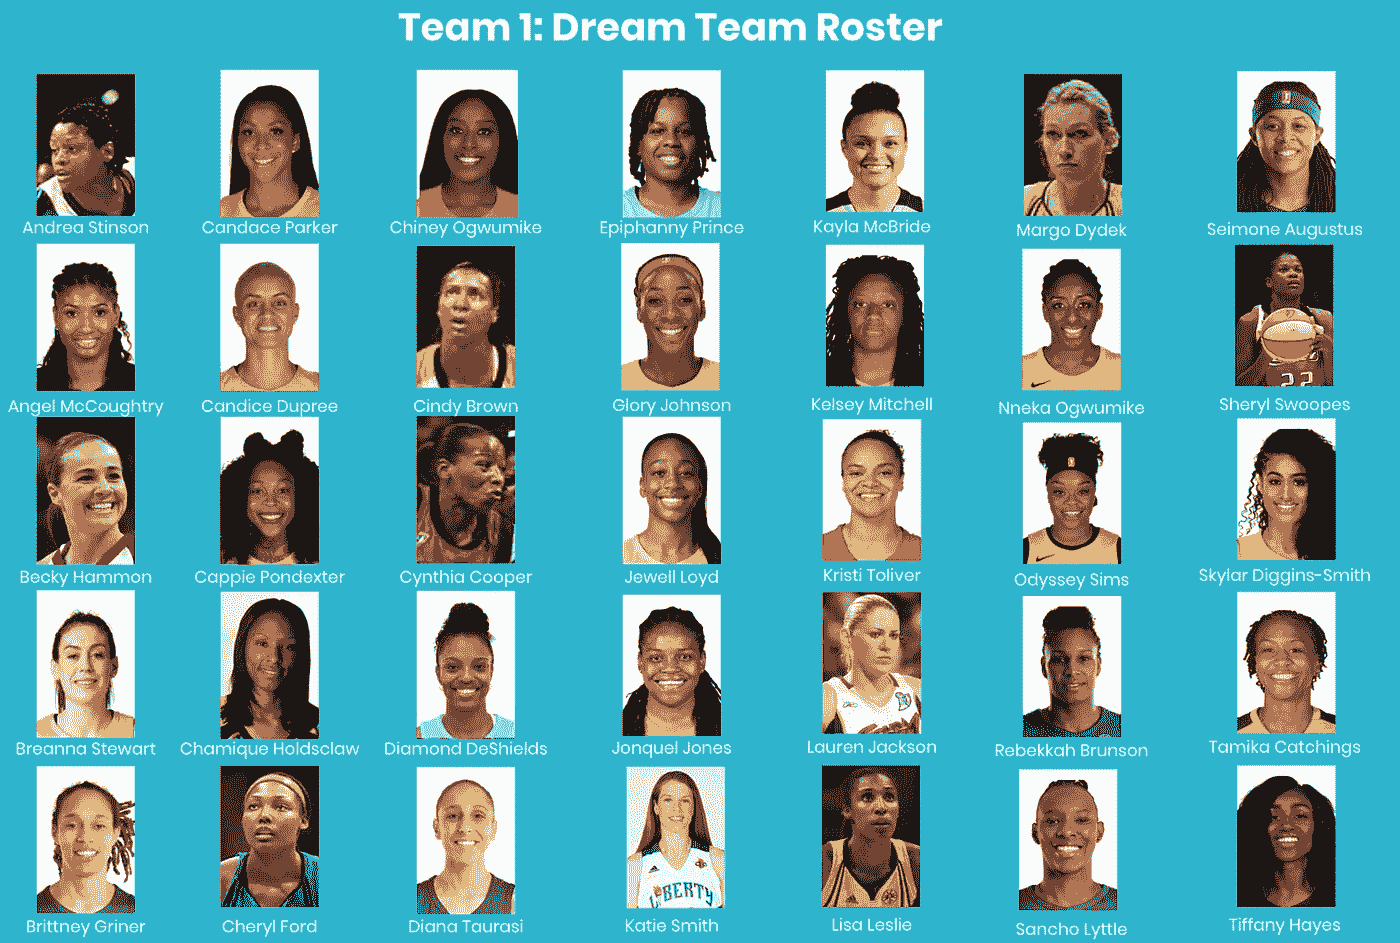 Team 1: Dream Team Roster
Andrea Stinson
Candace Parker
Chiney Ogwumike
Epiphanny Prince
Kayla McBride
Margo Dydek
Seimone Augustus
Angel McCoughtry
Candice Dupree
Cindy Brown
Glory Johnson
Kelsey Mitchell
Nneka Ogwumike
22
Sheryl Swoopes
Becky Hammon
Cappie Pondexter
Cynthia Cooper
Jewell Loyd
Kristi Toliver
Odyssey Sims
Skylar Diggins-Smith
Breanna Stewart
Chamique Holdsclaw
Diamond DeShields
Jonquel Jones
Lauren Jackson
Rebekkah Brunson
Tamika Catchings
LIBERTY
Brittney Griner
Cheryl Ford
Diana Taurasi
Katie Smith
Lisa Leslie
Sancho Lyttle
Tiffany Hayes